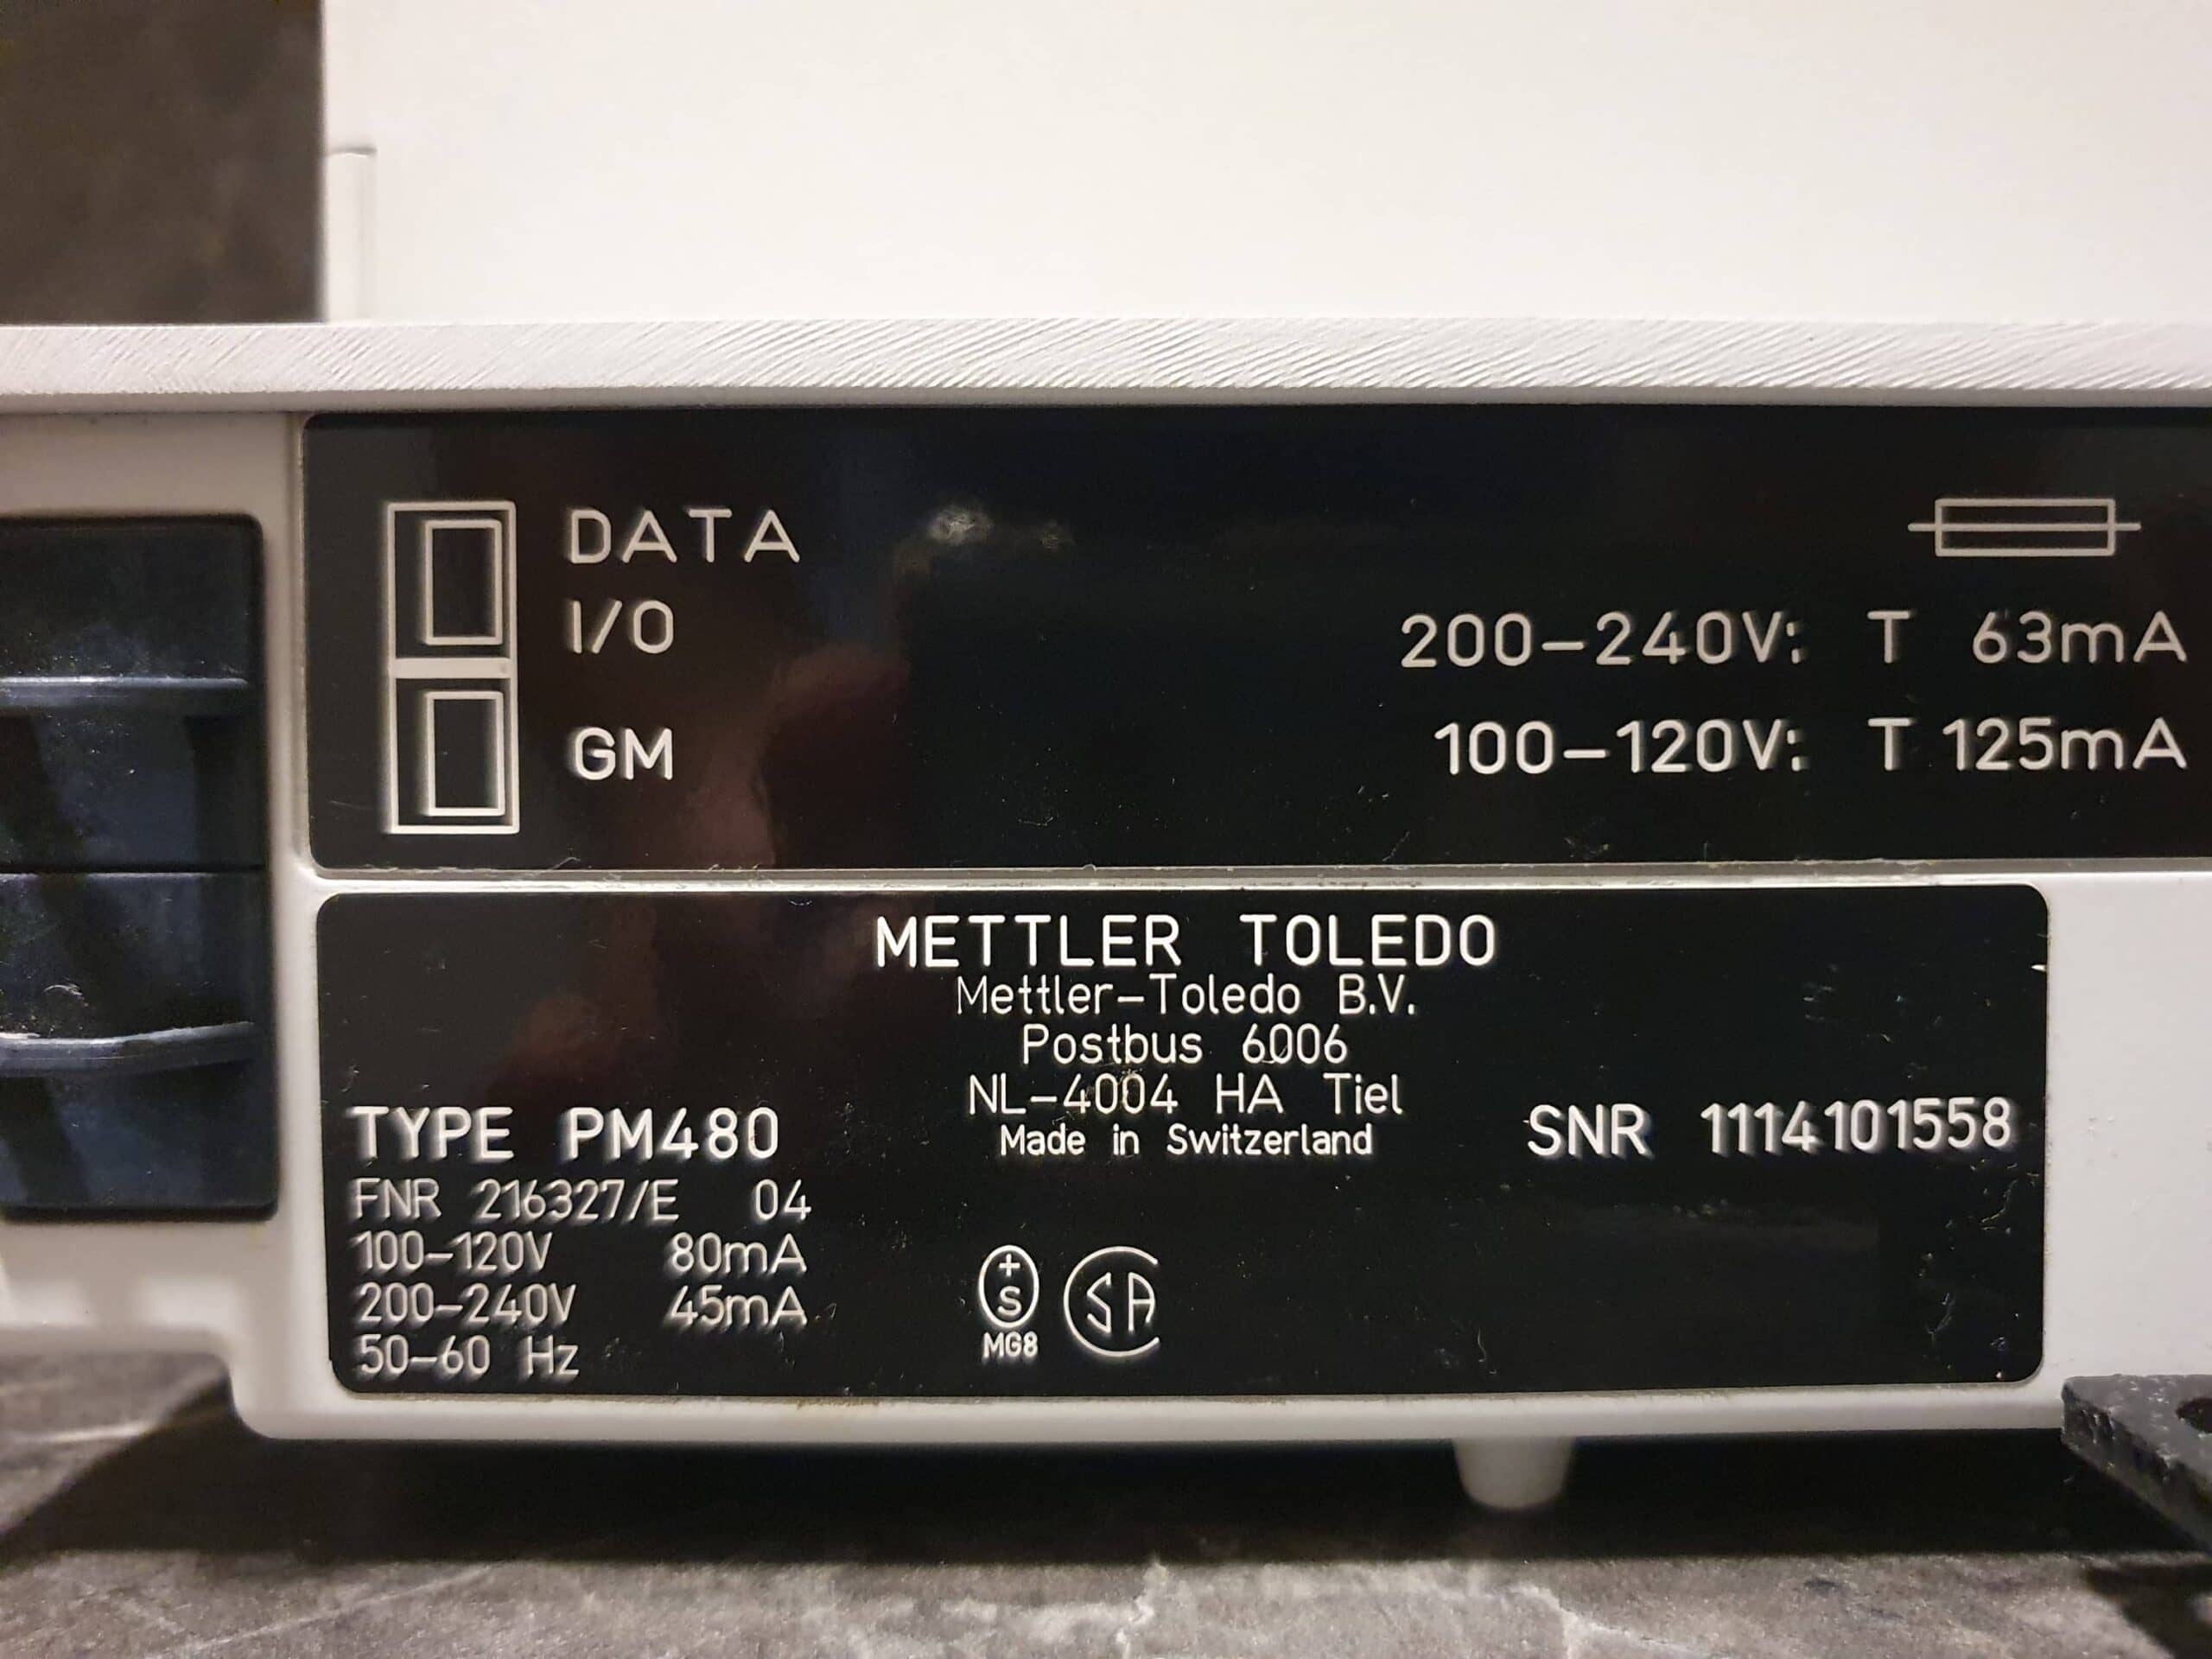 DATA
I/O
GM
200-240V: T 63mA
100-120V: T 125mA
METTLER TOLEDO
Mettler-Toledo B.V.
Postbus 6006
NL-4004 HA Tiel
Made in Switzerland
TYPE PM480
SNR 1114101558
FNR 216327/E 04
100-120V 80mA
200-240V 45mA
50-60 Hz
+S
MG8
SA